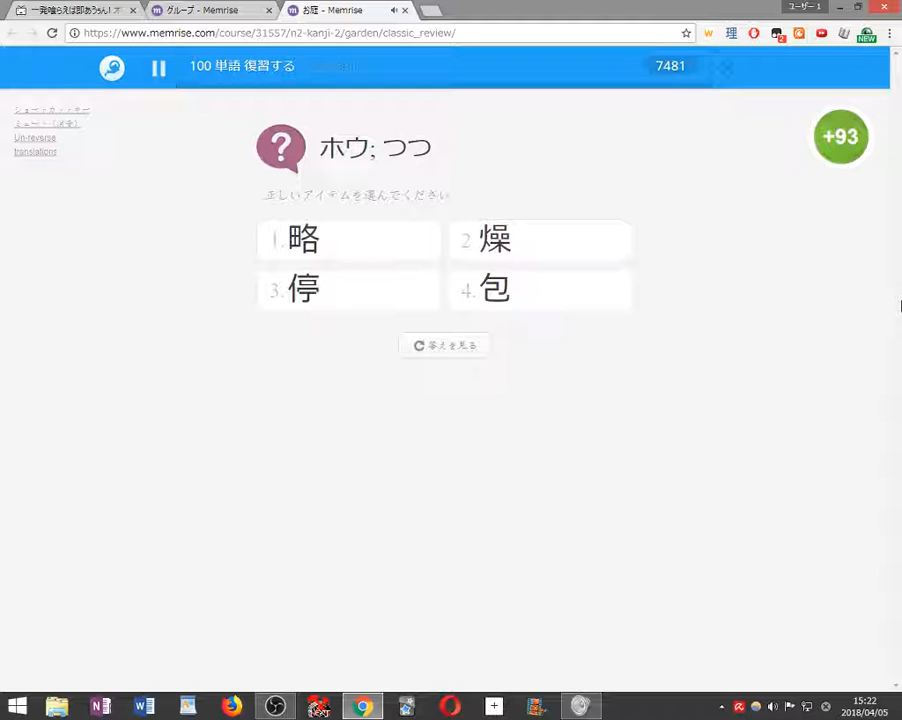 一発喰らえば即あうぅん! オ
グループ - Memrise
お庭 - Memrise
ユーザー 1
https://www.memrise.com/course/31557/n2-kanji-2/garden/classic_review/
NEW
100 単語 復習する
7481
Un-reverse
translations
+93
? ホウ; つつ
正しいアイテムを選んでください
1. 略
2 燥
3. 停
4. 包
答えを見る
15:22
2018/04/05